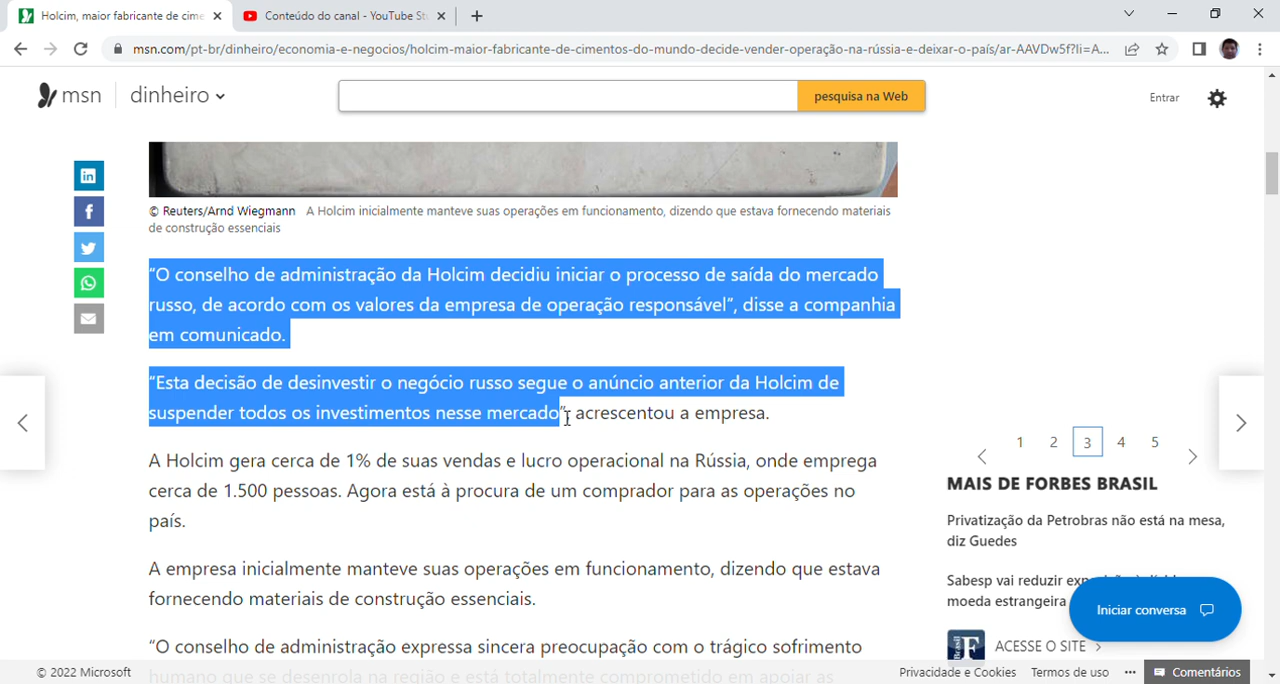 Holcim, maior fabricante de cime
Conteúdo do canal - YouTube St
msn.com/pt-br/dinheiro/economia-e-negocios/holcim-maior-fabricante-de-cimentos-do-mundo-decide-vender-operação-na-rússia-e-deixar-o-país/ar-AAVDw5f?li=A...
msn dinheiro
pesquisa na Web
Entrar
© Reuters/Arnd Wiegmann A Holcim inicialmente manteve suas operações em funcionamento, dizendo que estava fornecendo materiais
de construção essenciais
“O conselho de administração da Holcim decidiu iniciar o processo de saída do mercado
russo, de acordo com os valores da empresa de operação responsável”, disse a companhia
em comunicado.
“Esta decisão de desinvestir o negócio russo segue o anúncio anterior da Holcim de
suspender todos os investimentos nesse mercado”, acrescentou a empresa.
A Holcim gera cerca de 1% de suas vendas e lucro operacional na Rússia, onde emprega
cerca de 1.500 pessoas. Agora está à procura de um comprador para as operações no
país.
A empresa inicialmente manteve suas operações em funcionamento, dizendo que estava
fornecendo materiais de construção essenciais.
“O conselho de administração expressa sincera preocupação com o trágico sofrimento
humano que se desenrola na região e está totalmente comprometido em apoiar as
1 2 3 4 5
MAIS DE FORBES BRASIL
Privatização da Petrobras não está na mesa,
diz Guedes
Sabesp vai reduzir
moeda estrangeira
Iniciar conversa
F Brasil
ACESSE O SITE
© 2022 Microsoft
Privacidade e Cookies Termos de uso ... Comentários